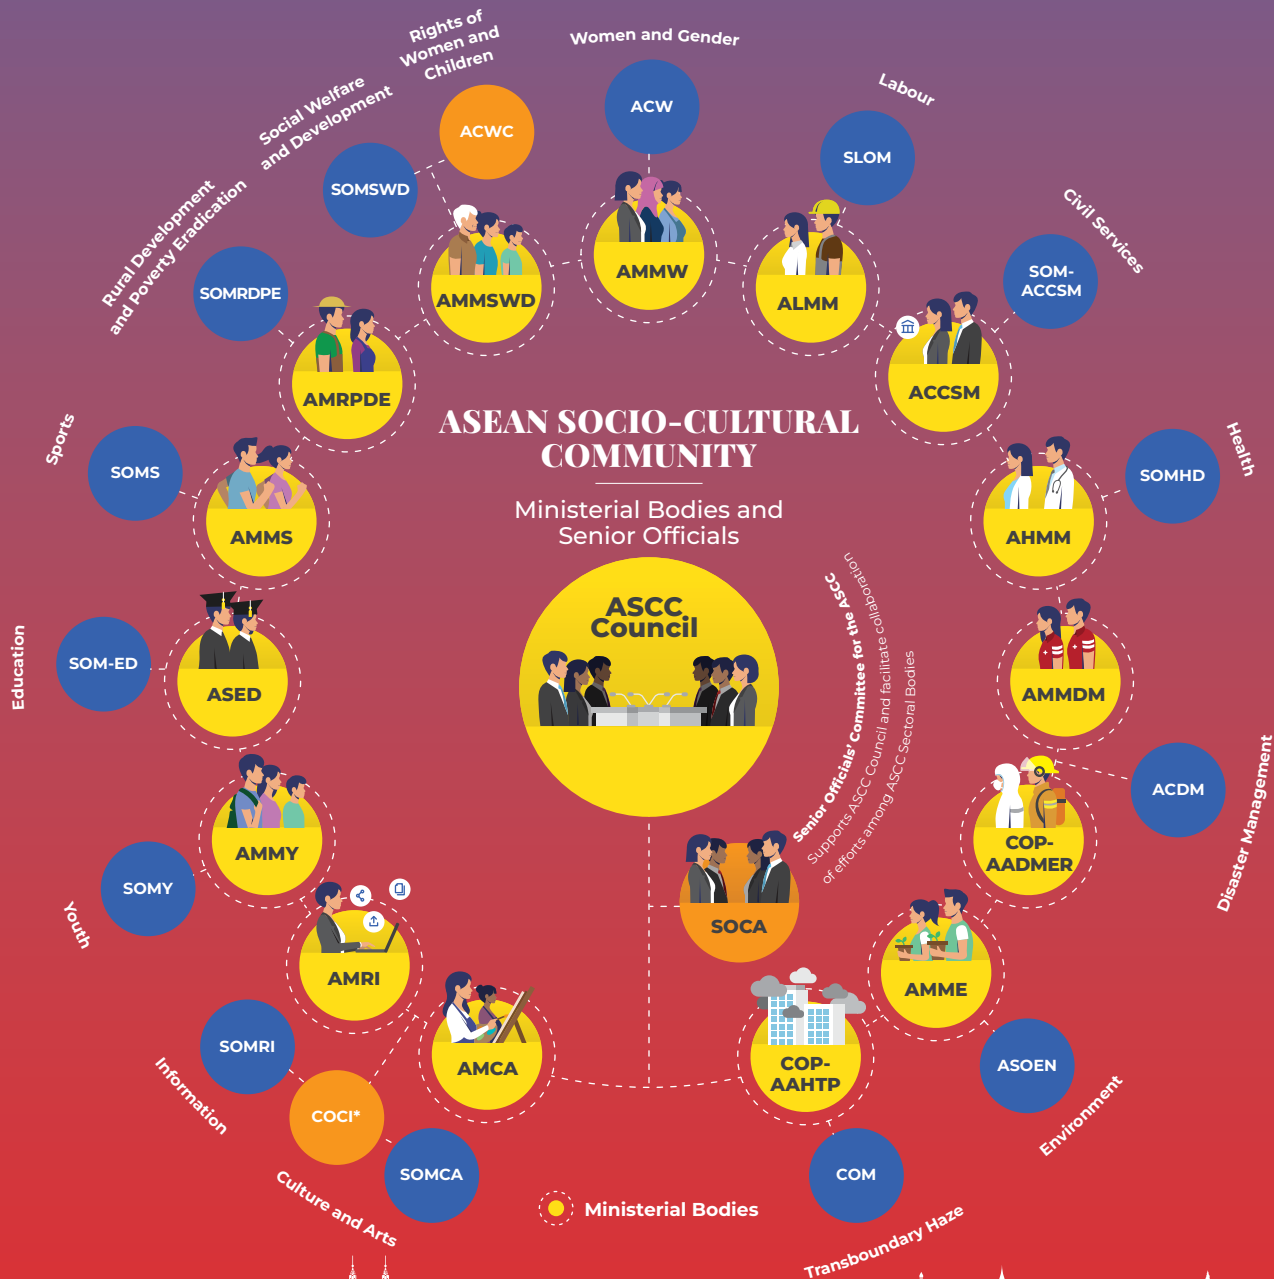 Rights of
Women and
Children
Women and Gender
Labour
Social Welfare
and Development
Rural Development
and Poverty Eradication
Civil Services
ACWC
ACW
SLOM
SOMSWD
SOMRDPE
SOM-
ACCSM
AMMSWD
AMMW
ALMM
AMRPDE
ACCSM
ASEAN SOCIO-CULTURAL
COMMUNITY
Ministerial Bodies and
Senior Officials
Sports
SOMS
AMMS
AHMM
SOMHD
Health
Education
SOM-ED
ASED
ASCC
Council
Senior Officials' Committee for the ASCC
Supports ASCC Council and facilitate collaboration
of efforts among ASCC Sectoral Bodies
AMMDM
ACDM
Disaster Management
COP-
AADMER
AMMY
SOMY
Youth
SOCA
AMRI
AMME
SOMRI
Information
AMCA
COP-
AAHTP
ASOEN
Environment
COCI*
SOMCA
Culture and Arts
COM
Transboundary Haze
Ministerial Bodies